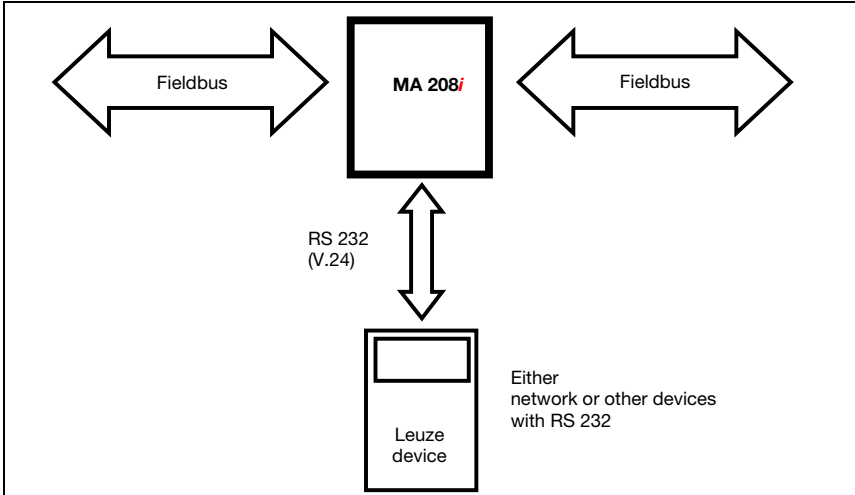 Fieldbus
MA 208i
Fieldbus
RS 232
(V.24)
Leuze
device
Either
network or other devices
with RS 232